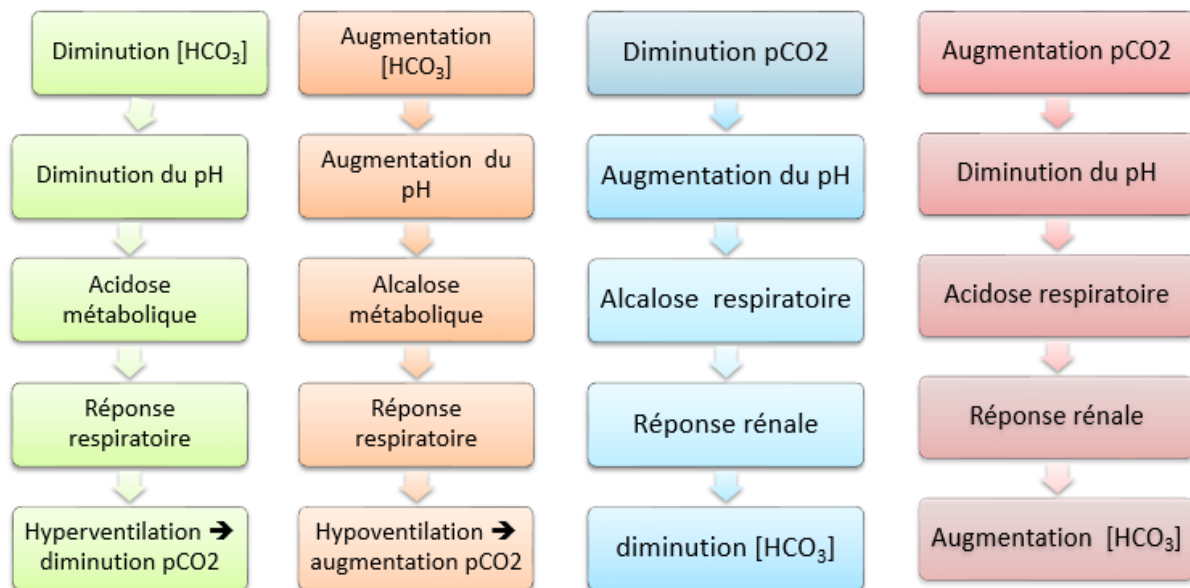 Diminution [HCO₃]
Diminution du pH
Acidose
métabolique
Réponse
respiratoire
Hyperventilation ➔
diminution pCO2
Augmentation
[HCO₃]
Augmentation du
pH
Alcalose
métabolique
Réponse
respiratoire
Hypoventilation ➔
augmentation pCO2
Diminution pCO2
Augmentation du pH
Alcalose respiratoire
Réponse rénale
diminution [HCO₃]
Augmentation pCO2
Diminution du pH
Acidose respiratoire
Réponse rénale
Augmentation [HCO₃]